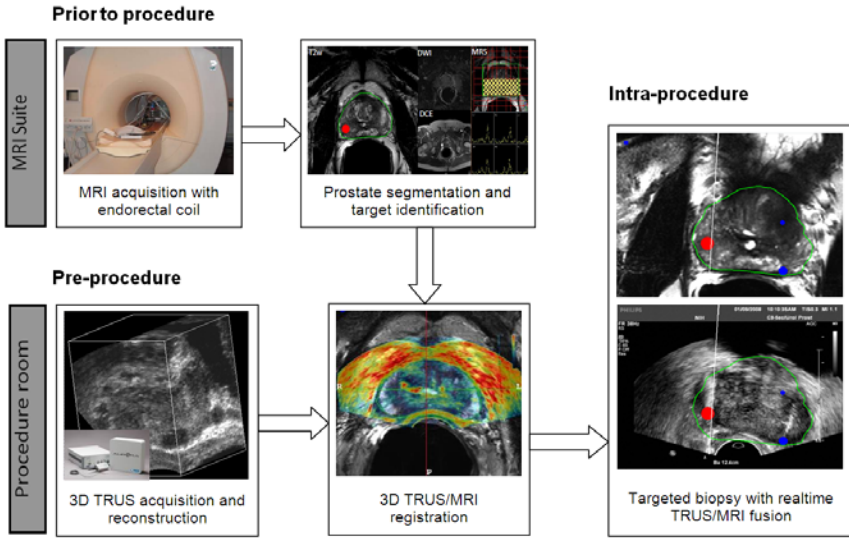 Prior to procedure
MRI Suite
MRI acquisition with
endorectal coil
T2w
DWI
MRS
DCE
Prostate segmentation and
target identification
Pre-procedure
Procedure room
3D TRUS acquisition and
reconstruction
R
L
P
3D TRUS/MRI
registration
Intra-procedure
PHILIPS
MRI
Targeted biopsy with realtime
TRUS/MRI fusion